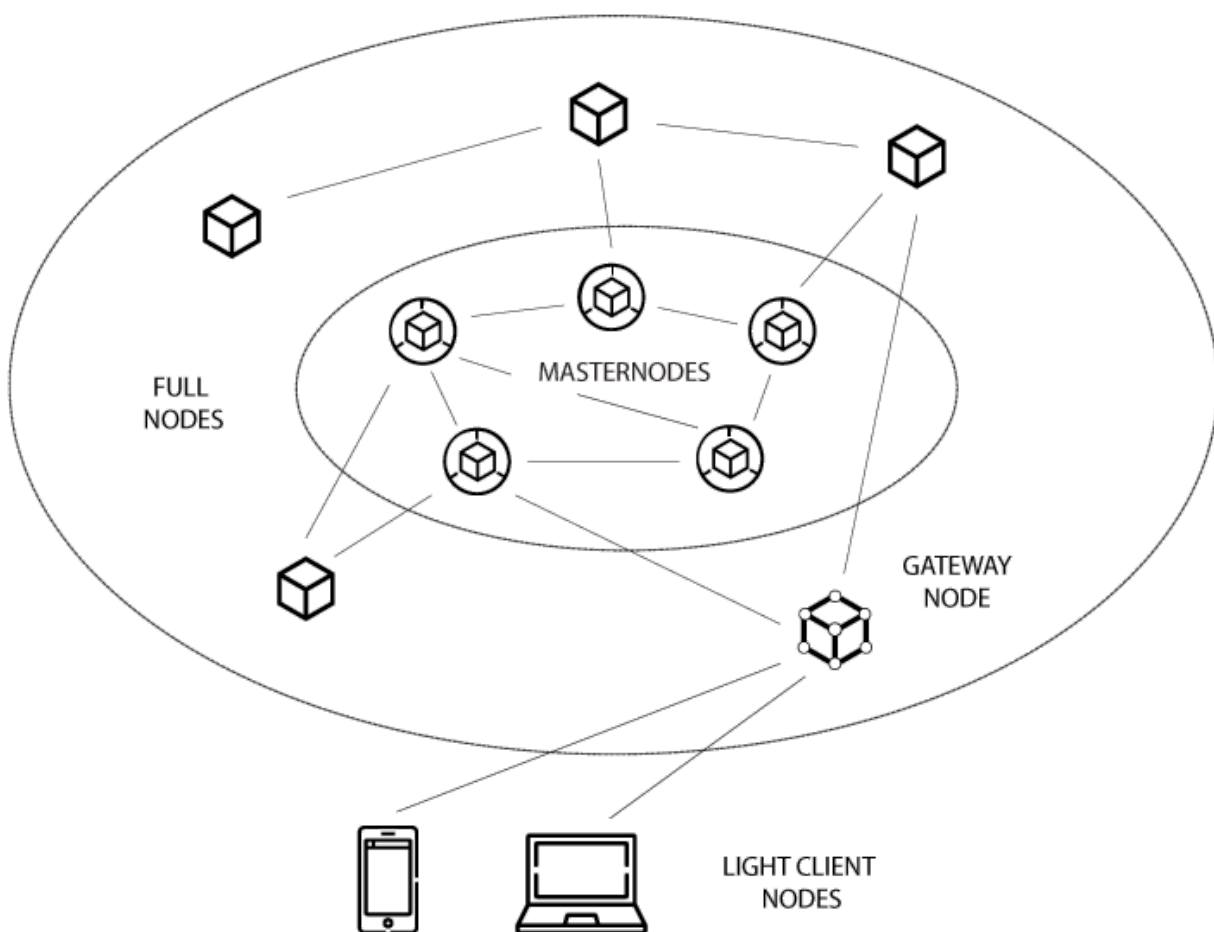 MASTERNODES
FULL
NODES
GATEWAY
NODE
LIGHT CLIENT
NODES